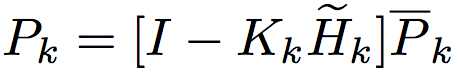 $P_k = [I - K_k \widetilde{H}_k] \overline{P}_k$